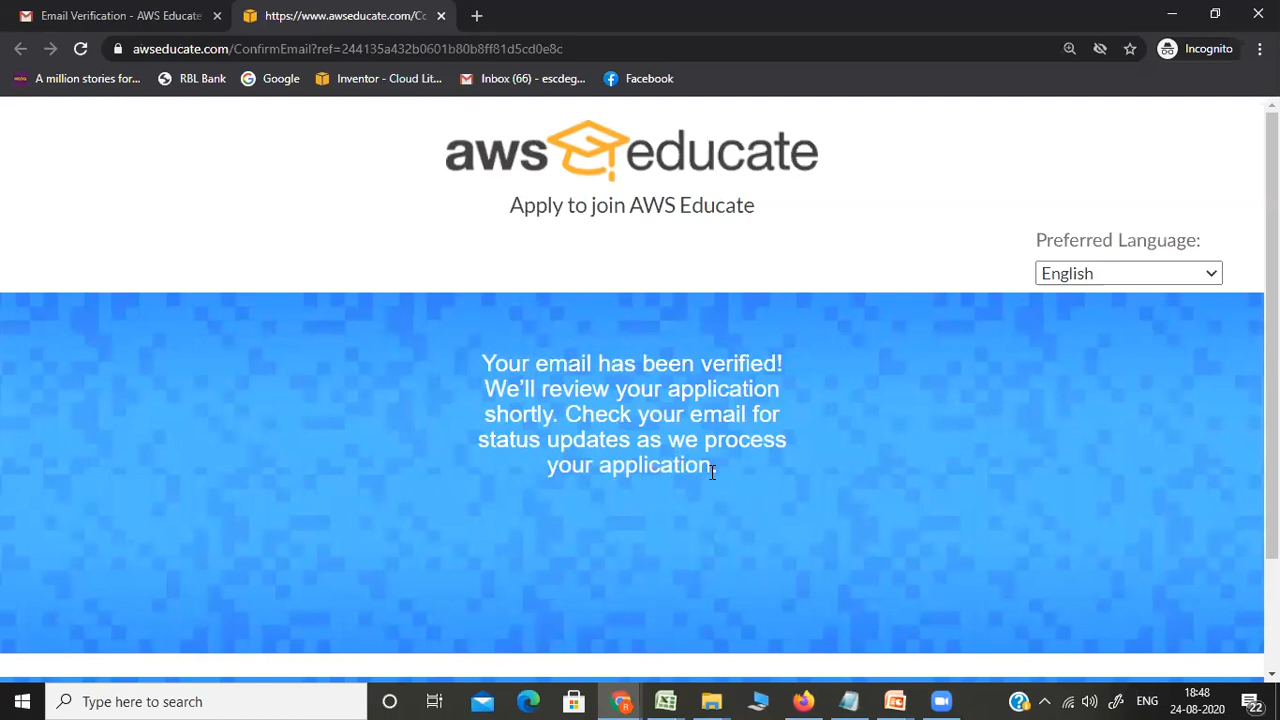 Email Verification - AWS Educate
https://www.awseducate.com/Cc
awseducate.com/ConfirmEmail?ref=244135a432b0601b80b8ff81d5cd0e8c
Incognito
A million stories for...
RBL Bank
Google
Inventor - Cloud Lit...
Inbox (66) - escdeg...
Facebook
aws educate
Apply to join AWS Educate
Preferred Language:
English
Your email has been verified!
We'll review your application
shortly. Check your email for
status updates as we process
your application.
Type here to search
ENG
18:48
24-08-2020
22